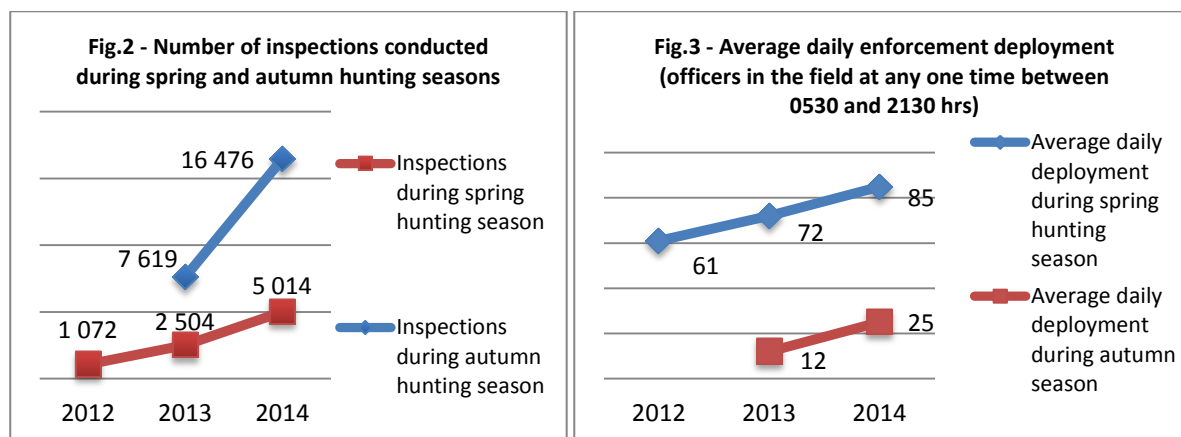 Fig.2 - Number of inspections conducted
during spring and autumn hunting seasons
16 476
7 619
5 014
2 504
1 072
2012 2013 2014
Inspections
during spring
hunting season
Inspections
during autumn
hunting season
Fig.3 - Average daily enforcement deployment
(officers in the field at any one time between
0530 and 2130 hrs)
85
72
61
25
12
2012 2013 2014
Average daily
deployment
during spring
hunting
season
Average daily
deployment
during autumn
season